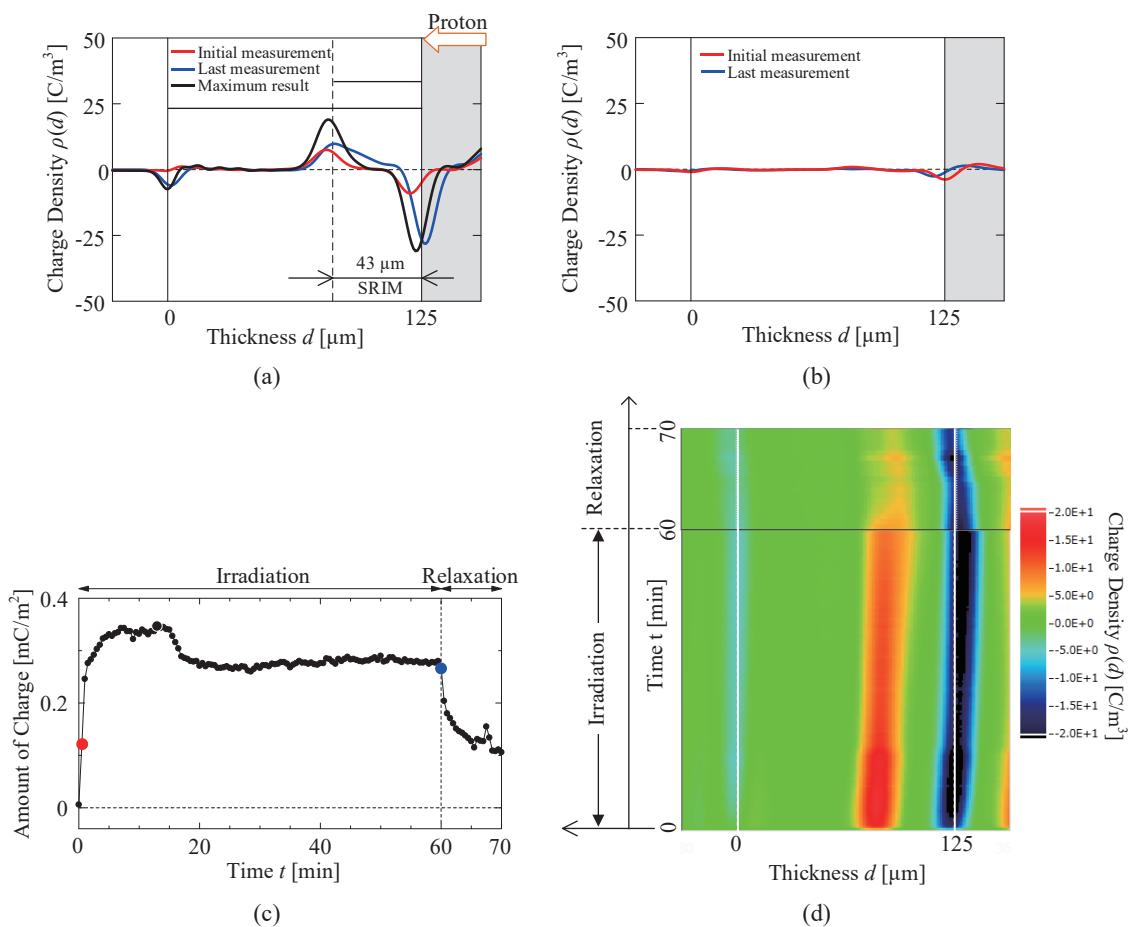 Proton
Charge Density ρ(d) [C/m³]
50
25
0
-25
-50
Initial measurement
Last measurement
Maximum result
43 µm
SRIM
0
125
Thickness d [µm]
(a)
Charge Density ρ(d) [C/m³]
50
25
0
-25
-50
Initial measurement
Last measurement
0
125
Thickness d [µm]
(b)
Irradiation
Relaxation
Amount of Charge [mC/m²]
0.4
0.2
0
0
20
40
60
70
Time t [min]
(c)
Relaxation
Irradiation
Time t [min]
70
60
0
0
125
Thickness d [µm]
-2.0E+1
-1.5E+1
-1.0E+1
-5.0E+0
-0.0E+0
--5.0E+0
--1.0E+1
--1.5E+1
--2.0E+1
Charge Density ρ(d) [C/m³]
(d)